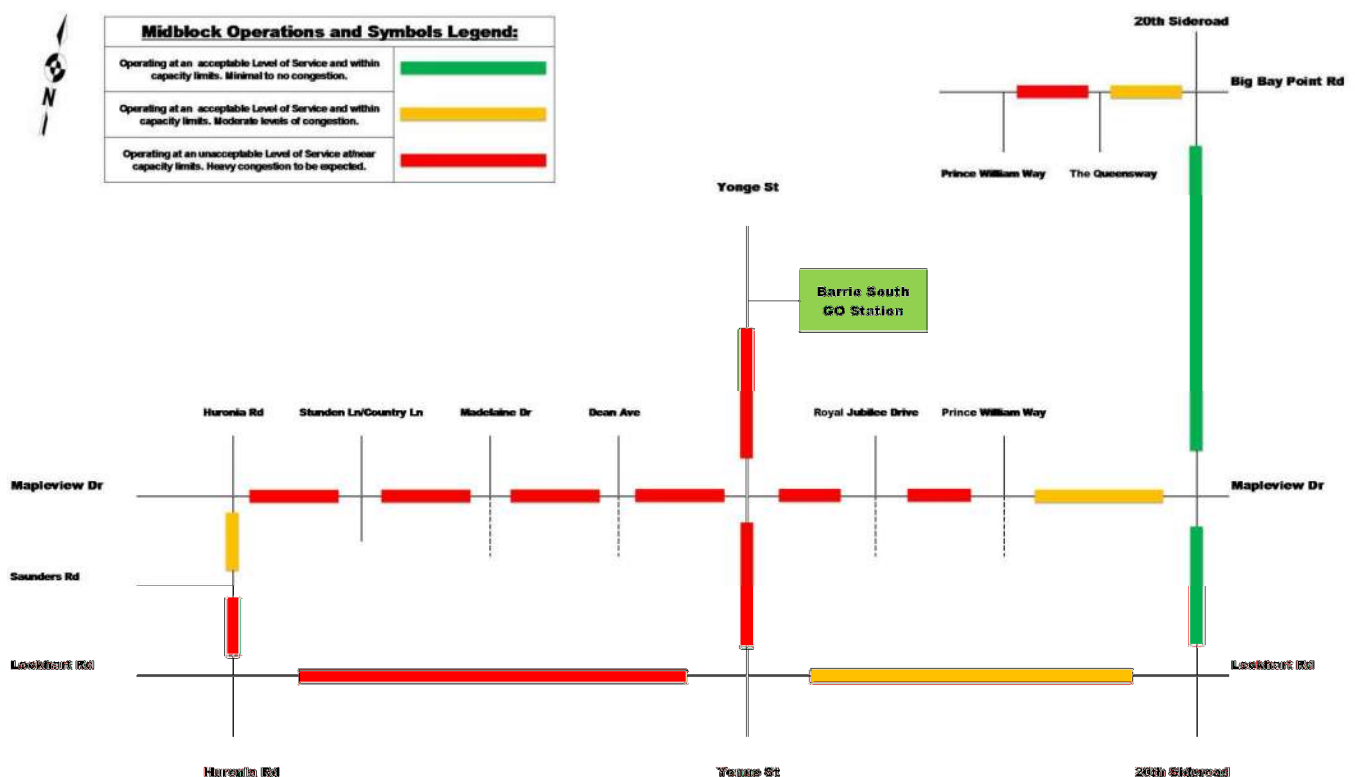 20th Sideroad
Midblock Operations and Symbols Legend:
Operating at an acceptable Level of Service and within
capacity limits. Minimal to no congestion.
Operating at an acceptable Level of Service and within
capacity limits. Moderate levels of congestion.
Operating at an unacceptable Level of Service at/near
capacity limits. Heavy congestion to be expected.
N
Big Bay Point Rd
Prince William Way
The Queensway
Yonge St
Barrie South
GO Station
Huronia Rd
Stunden Ln/Country Ln
Madelaine Dr
Dean Ave
Royal Jubilee Drive
Prince William Way
Mapleview Dr
Mapleview Dr
Saunders Rd
Lockhart Rd
Lockhart Rd
Huronia Rd
Yonge St
20th Sideroad